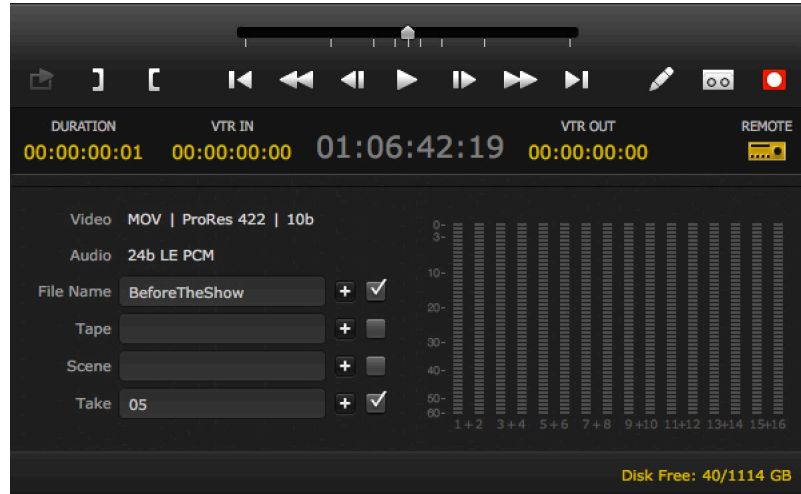 DURATION VTR IN VTR OUT REMOTE
00:00:00:01 00:00:00:00 01:06:42:19 00:00:00:00
Video MOV | ProRes 422 | 10b
Audio 24b LE PCM
File Name BeforeTheShow +
Tape +
Scene +
Take 05 +
0-
3-
10-
20-
30-
40-
50-
60-
1+2 3+4 5+6 7+8 9+10 11+12 13+14 15+16
Disk Free: 40/1114 GB